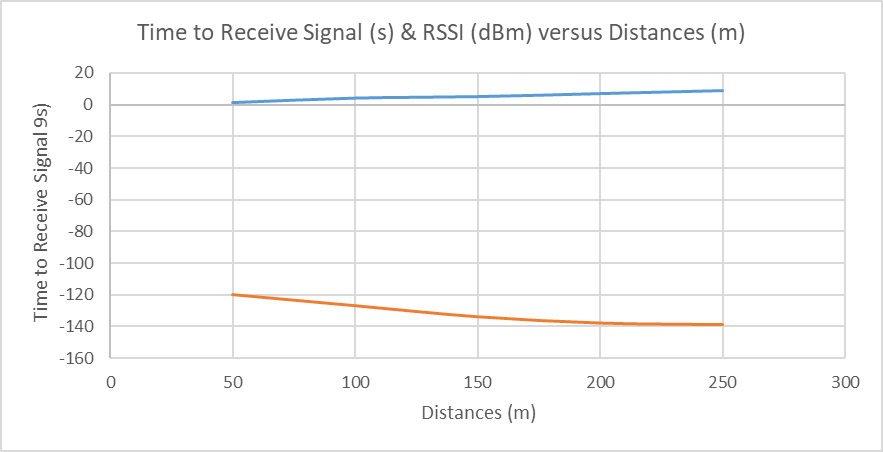 Time to Receive Signal (s) & RSSI (dBm) versus Distances (m)
20
0
-20
-40
-60
-80
-100
-120
-140
-160
Time to Receive Signal 9s)
0 50 100 150 200 250 300
Distances (m)